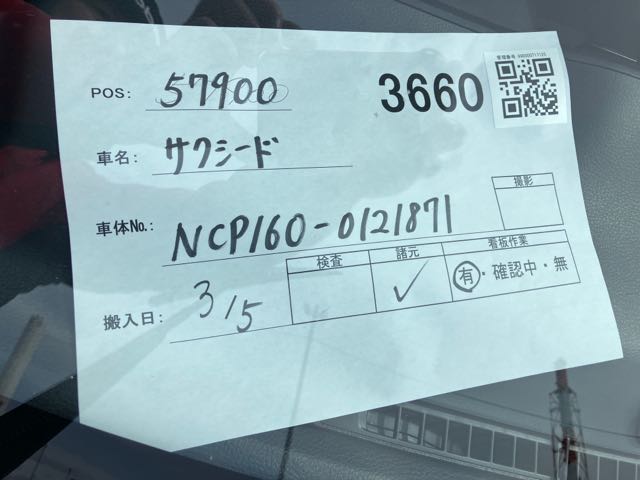 POS: 57900
3660
車名: サクシード
車体No.: NCP160-0121871
撮影
搬入日: 3/5
検査 諸元 看板作業
✓ 有・確認中・無